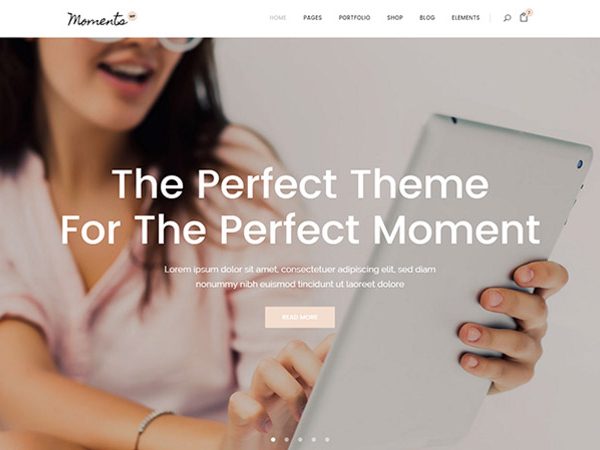 Moments
HOME PAGES PORTFOLIO SHOP BLOG ELEMENTS
The Perfect Theme
For The Perfect Moment
Lorem ipsum dolor sit amet, consectetuer adipiscing elit, sed diam
nonummy nibh euismod tincidunt ut laoreet dolore
READ MORE